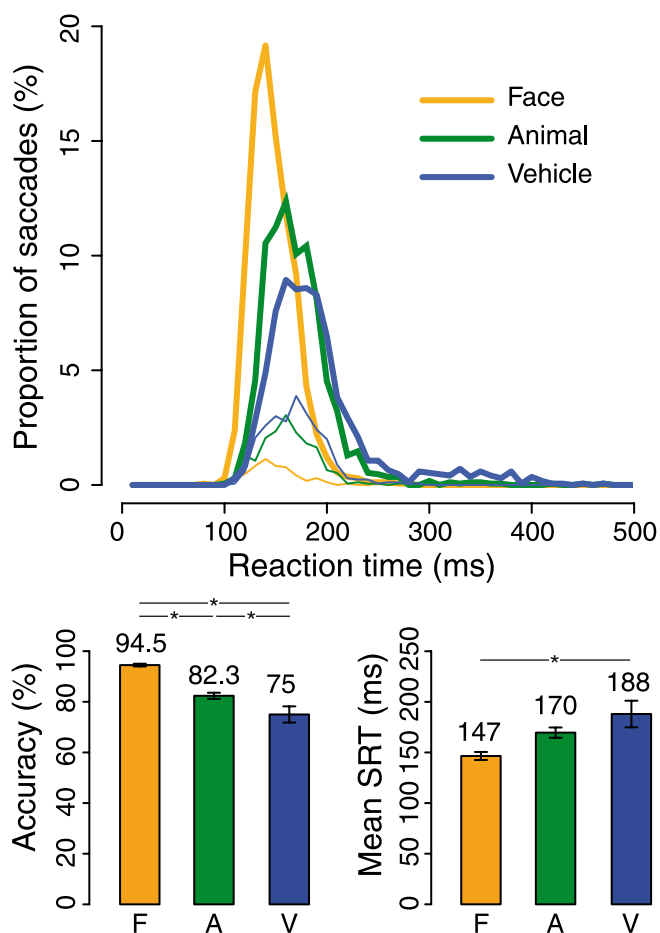 Proportion of saccades (%)
20
15
10
5
0
Face
Animal
Vehicle
0 100 200 300 400 500
Reaction time (ms)
Accuracy (%)
100
80
60
40
20
0
*
* *
94.5
82.3
75
F A V
Mean SRT (ms)
250
200
150
100
50
0
*
147
170
188
F A V